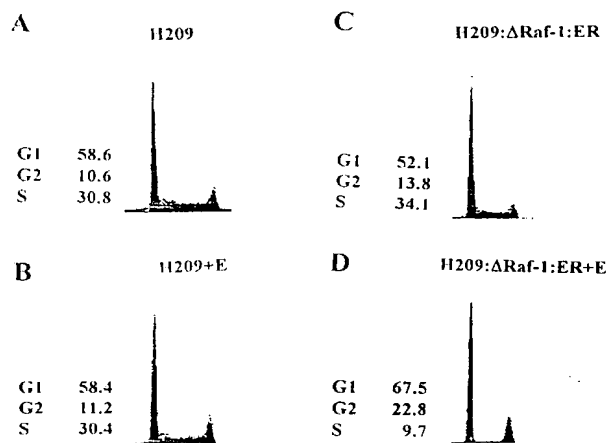 A
H209
G1 58.6
G2 10.6
S 30.8
B
H209+E
G1 58.4
G2 11.2
S 30.4
C
H209:ΔRaf-1:ER
G1 52.1
G2 13.8
S 34.1
D
H209:ΔRaf-1:ER+E
G1 67.5
G2 22.8
S 9.7